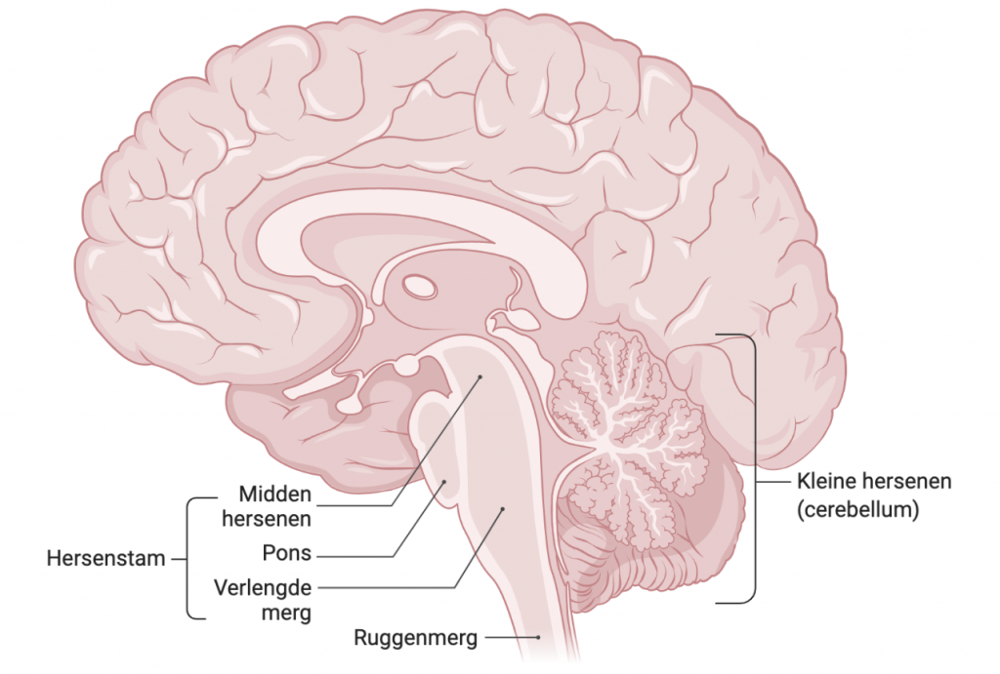 Midden
hersenen
Pons
Hersenstam
Verlengde
merg
Ruggenmerg
Kleine hersenen
(cerebellum)